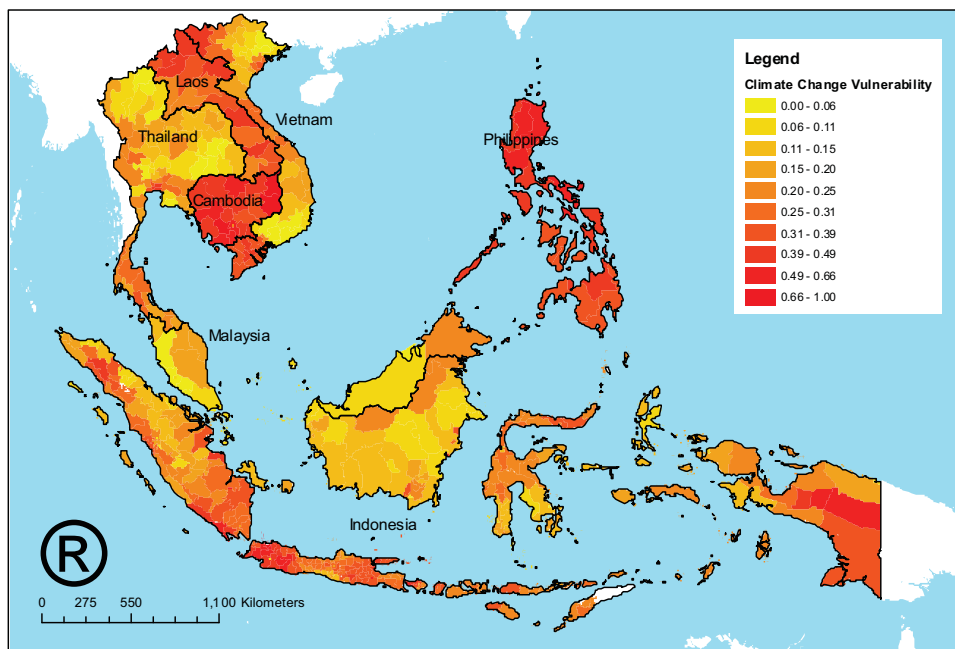 Legend
Climate Change Vulnerability
0.00 - 0.06
0.06 - 0.11
0.11 - 0.15
0.15 - 0.20
0.20 - 0.25
0.25 - 0.31
0.31 - 0.39
0.39 - 0.49
0.49 - 0.66
0.66 - 1.00
Laos
Vietnam
Thailand
Philippines
Cambodia
Malaysia
Indonesia
R
0 275 550 1,100 Kilometers